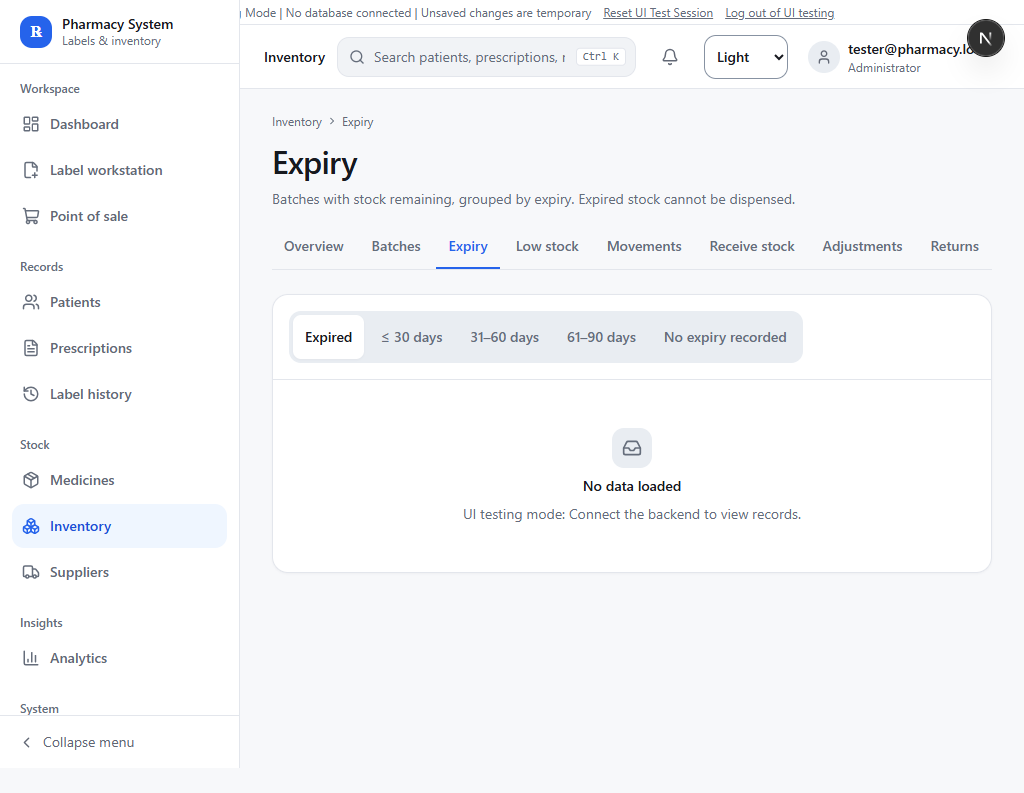 ℞
Pharmacy System
Labels & inventory
Workspace
Dashboard
Label workstation
Point of sale
Records
Patients
Prescriptions
Label history
Stock
Medicines
Inventory
Suppliers
Insights
Analytics
System
Collapse menu
Mode | No database connected | Unsaved changes are temporary Reset UI Test Session Log out of UI testing
Inventory
Search patients, prescriptions,
Ctrl K
Light
tester@pharmacy.lo
Administrator
N
Inventory > Expiry
Expiry
Batches with stock remaining, grouped by expiry. Expired stock cannot be dispensed.
Overview Batches Expiry Low stock Movements Receive stock Adjustments Returns
Expired ≤ 30 days 31–60 days 61–90 days No expiry recorded
No data loaded
UI testing mode: Connect the backend to view records.